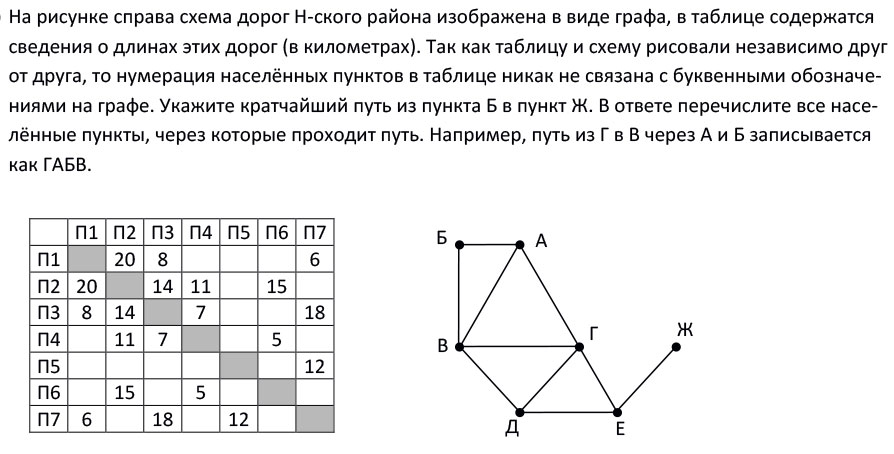 На рисунке справа схема дорог Н-ского района изображена в виде графа, в таблице содержатся
сведения о длинах этих дорог (в километрах). Так как таблицу и схему рисовали независимо друг
от друга, то нумерация населённых пунктов в таблице никак не связана с буквенными обозначе-
ниями на графе. Укажите кратчайший путь из пункта Б в пункт Ж. В ответе перечислите все насе-
лённые пункты, через которые проходит путь. Например, путь из Г в В через А и Б записывается
как ГАБВ.
П1 П2 П3 П4 П5 П6 П7
П1 20 8 6
П2 20 14 11 15
П3 8 14 7 18
П4 11 7 5
П5 12
П6 15 5
П7 6 18 12
Б А
В Г Ж
Д Е